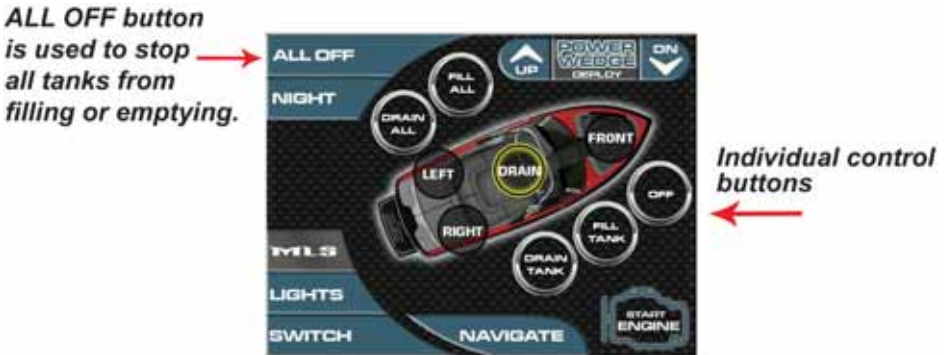 ALL OFF button
is used to stop
all tanks from
filling or emptying.
ALL OFF
NIGHT
FILL
ALL
DRAIN
ALL
UP
POWER
WEDGE
DEPLOY
DN
FRONT
LEFT
DRAIN
RIGHT
OFF
FILL
TANK
DRAIN
TANK
Individual control
buttons
MLS
LIGHTS
SWITCH
NAVIGATE
START
ENGINE